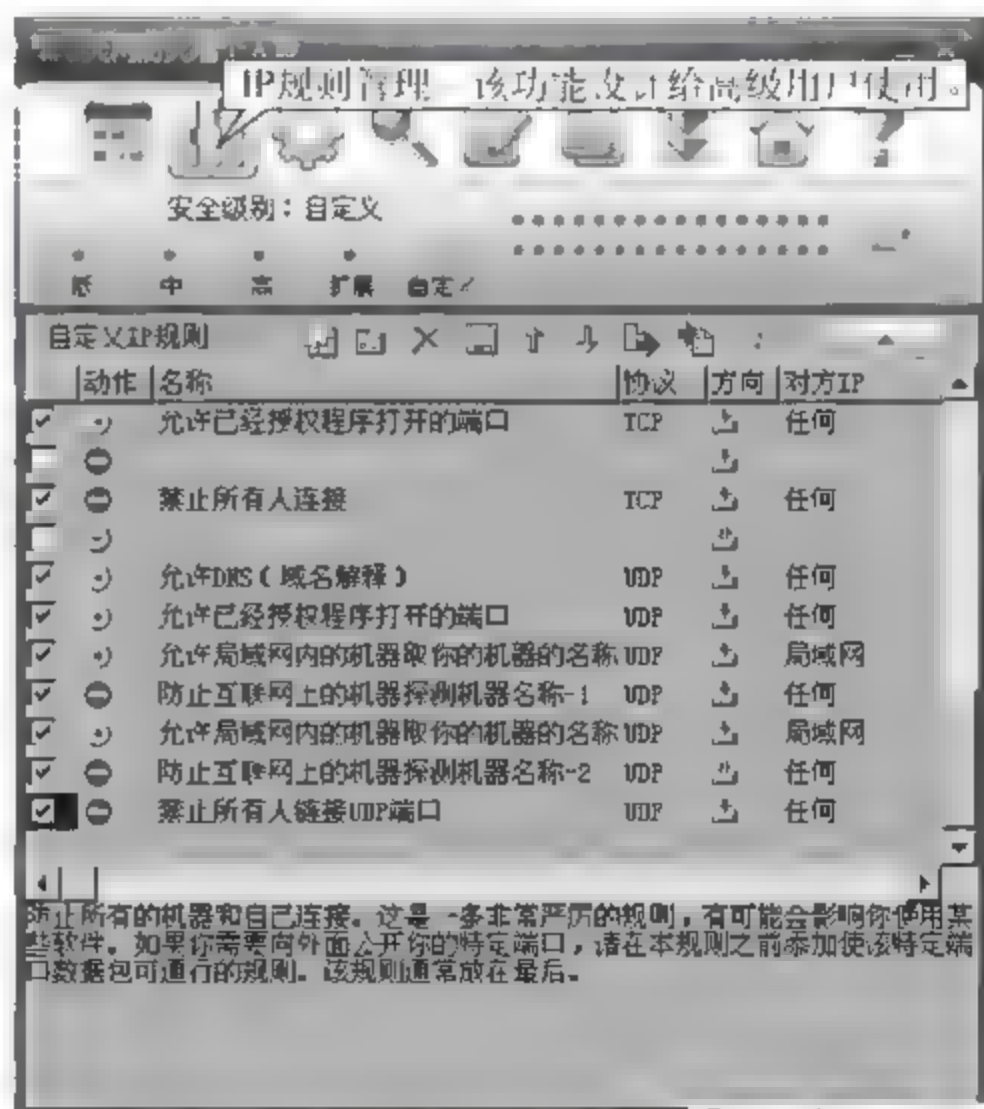 IP规则管理 该功能设计给高级用户使用。
安全级别：自定义
低 中 高 扩展 自定义
自定义IP规则
动作 名称 协议 方向 对方IP
允许已经授权程序打开的端口 TCP 任何
禁止所有人连接 TCP 任何
允许DNS(域名解释) UDP 任何
允许已经授权程序打开的端口 UDP 任何
允许局域网内的机器取你的机器的名称 UDP 局域网
防止互联网上的机器探测机器名称-1 UDP 任何
允许局域网内的机器取你的机器的名称 UDP 局域网
防止互联网上的机器探测机器名称-2 UDP 任何
禁止所有人链接UDP端口 UDP 任何
防止所有的机器和自己连接。这是一条非常严厉的规则，有可能会影响你使用某
些软件。如果你需要向外面公开你的特定端口，请在本规则之前添加使该特定端
口数据包可通行的规则。该规则通常放在最后。